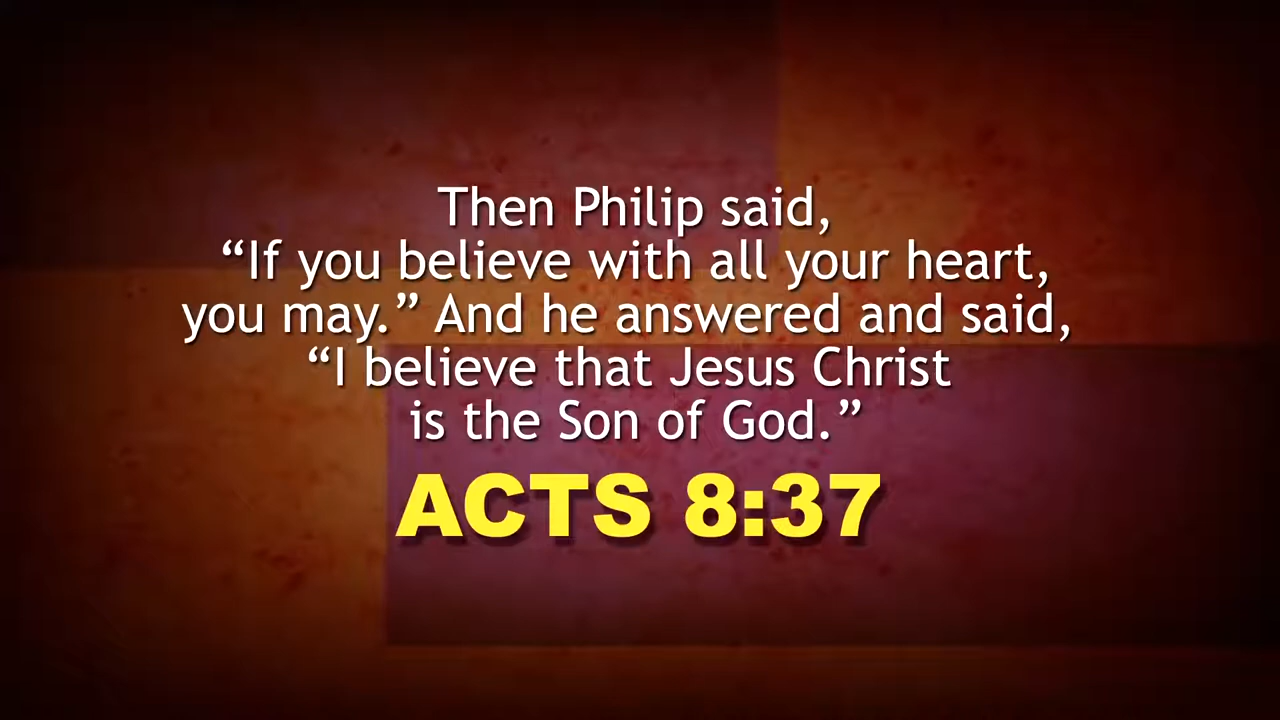 Then Philip said,
“If you believe with all your heart,
you may.” And he answered and said,
“I believe that Jesus Christ
is the Son of God.”
ACTS 8:37